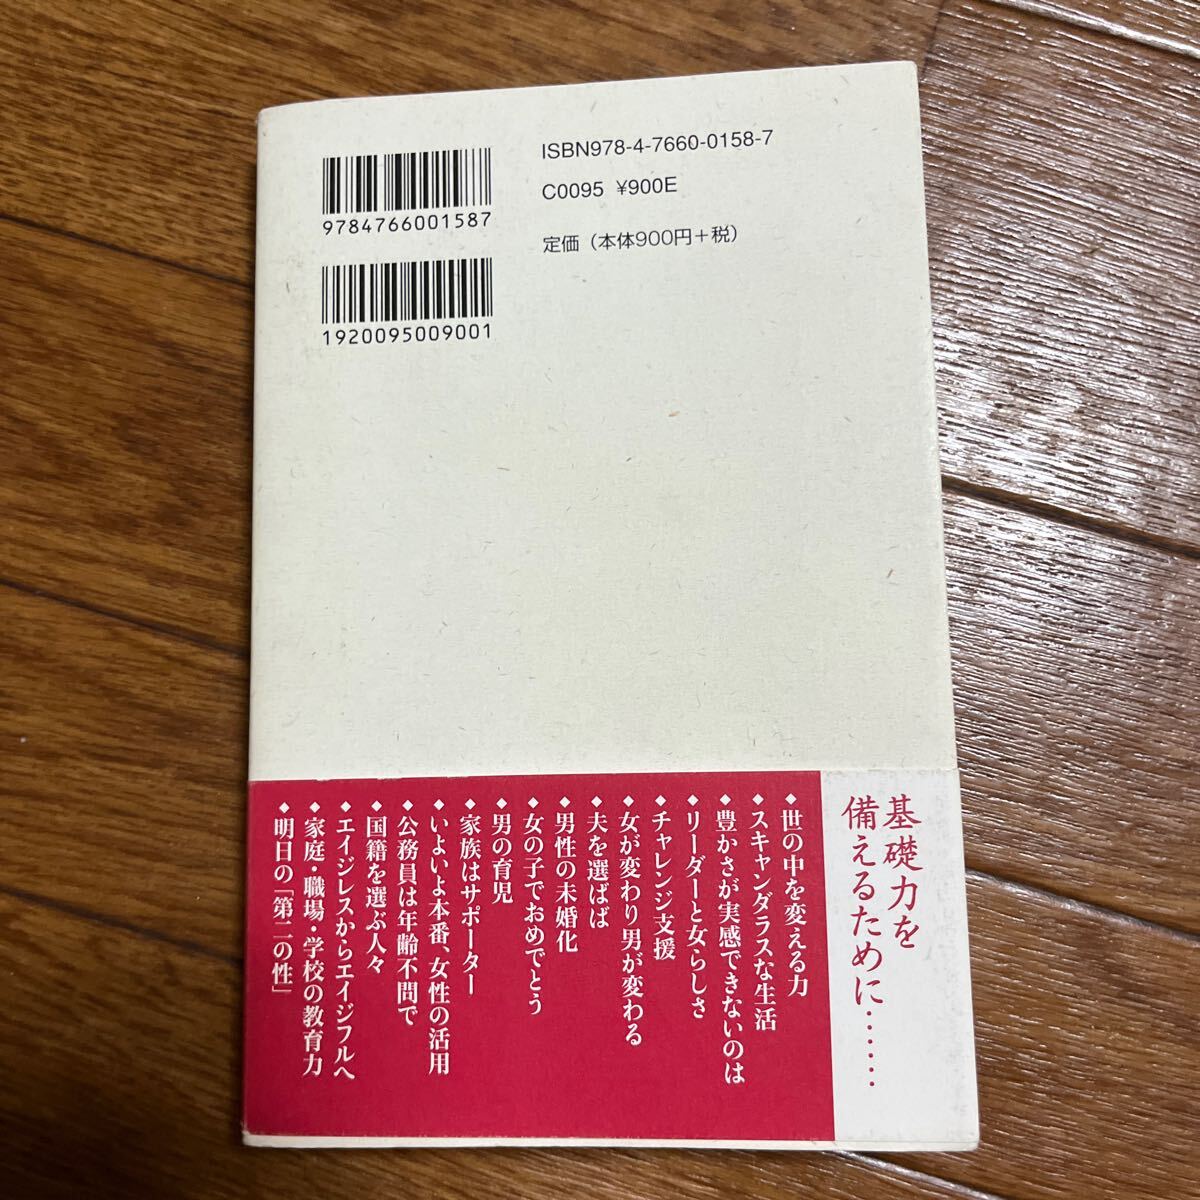 ISBN978-4-7660-0158-7
C0095 ¥900E
定価（本体900円＋税）
9784766001587
1920095009001
基礎力を
備えるために……
◆世の中を変える力
◆スキャンダラスな生活
◆豊かさが実感できないのは
◆リーダーと女らしさ
◆チャレンジ支援
◆女が変わり男が変わる
◆夫を選ばば
◆男性の未婚化
◆女の子でおめでとう
◆男の育児
◆家族はサポーター
◆いよいよ本番、女性の活用
◆公務員は年齢不問で
◆国籍を選ぶ人々
◆エイジレスからエイジフルへ
◆家庭・職場・学校の教育力
◆明日の「第二の性」